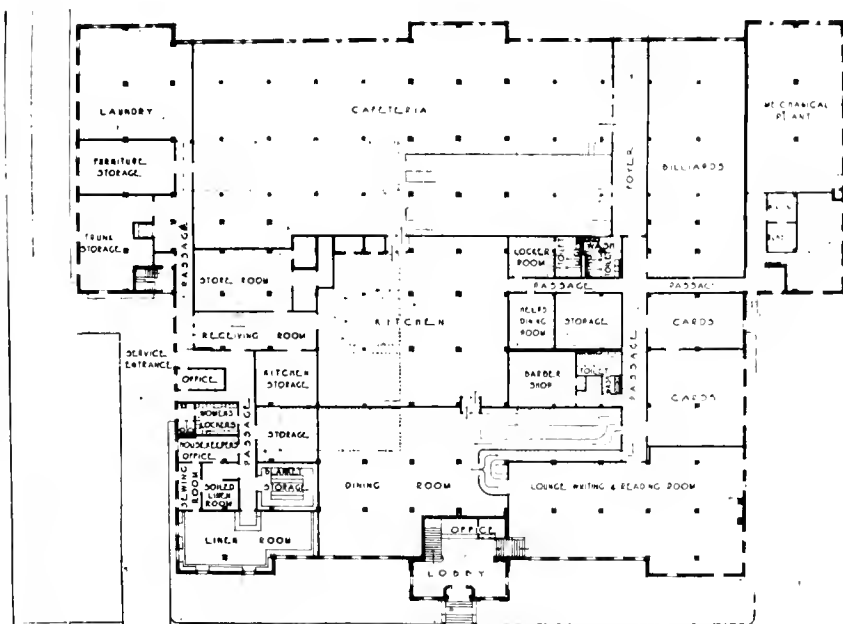 LAUNDRY
CAFETERIA
MECHANICAL
PLANT
FURNITURE
STORAGE
FOYER
BILLIARDS
TRUNK
STORAGE
PASSAGE
STORE ROOM
LOCKER
ROOM
TOILET
WASH
TOILET
PASSAGE
PASSAGE
RECEIVING ROOM
KITCHEN
HELPS
DINING
ROOM
STORAGE
CARDS
SERVICE
ENTRANCE
OFFICE
KITCHEN
STORAGE
BARBER
SHOP
TOILET
PASSAGE
CARDS
WOMENS
LOCKERS
PASSAGE
STORAGE
HOUSEKEEPERS
OFFICE
SEWING
ROOM
SOILED
LINEN
ROOM
BLANKET
STORAGE
DINING ROOM
LOUNGE WRITING & READING ROOM
LINEN ROOM
OFFICE
LOBBY